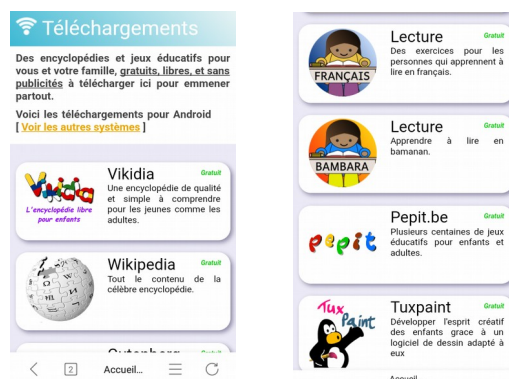 Téléchargements
Des encyclopédies et jeux éducatifs pour
vous et votre famille, gratuits, libres, et sans
publicités à télécharger ici pour emmener
partout.
Voici les téléchargements pour Android
[ Voir les autres systèmes ]
Vikidia
Gratuit
Une encyclopédie de qualité
et simple à comprendre
pour les jeunes comme les
adultes.
Vikidia
L'encyclopédie libre
pour enfants
Wikipedia
Gratuit
Tout le contenu de la
célèbre encyclopédie.
2
Accueil...
Lecture
Gratuit
Des exercices pour les
personnes qui apprennent à
lire en français.
FRANÇAIS
Lecture
Gratuit
Apprendre à lire en
bamanan.
BAMBARA
Pepit.be
Gratuit
Plusieurs centaines de jeux
éducatifs pour enfants et
adultes.
pepit
Tuxpaint
Gratuit
Développer l'esprit créatif
des enfants grace à un
logiciel de dessin adapté à
eux
Tux
Paint